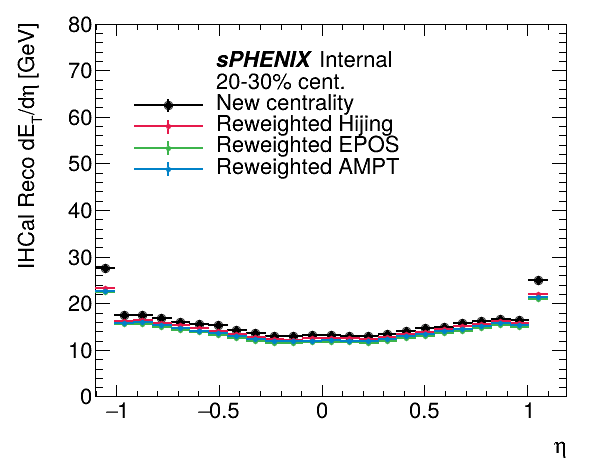 80
70
60
50
40
30
20
10
0
IHCal Reco dE_T/dη [GeV]
sPHENIX Internal
20-30% cent.
New centrality
Reweighted Hijing
Reweighted EPOS
Reweighted AMPT
−1 −0.5 0 0.5 1
η